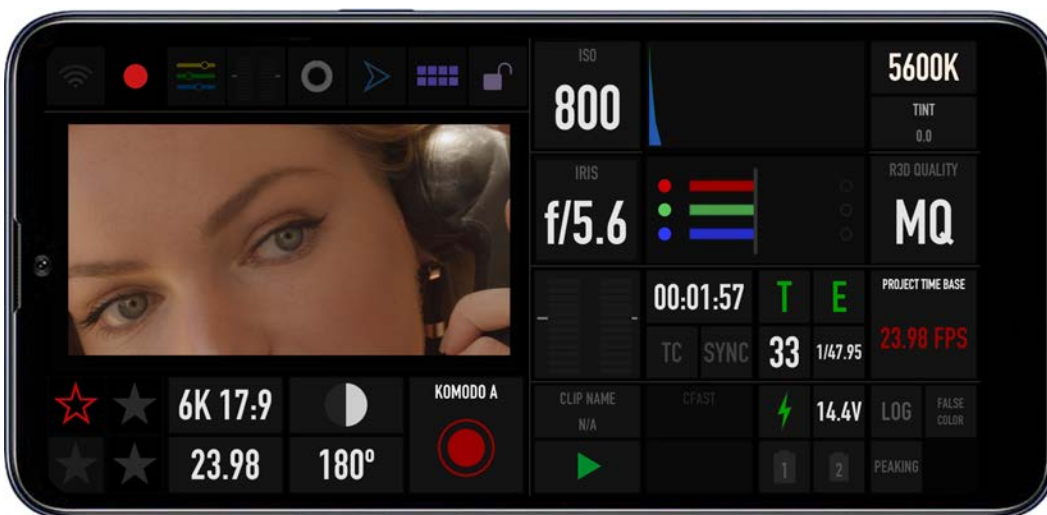 ISO
800
5600K
TINT
0.0
IRIS
f/5.6
R3D QUALITY
MQ
00:01:57
T
E
PROJECT TIME BASE
23.98 FPS
TC
SYNC
33
1/47.95
6K 17:9
KOMODO A
23.98
180º
CLIP NAME
N/A
CFAST
14.4V
LOG
FALSE
COLOR
1
2
PEAKING